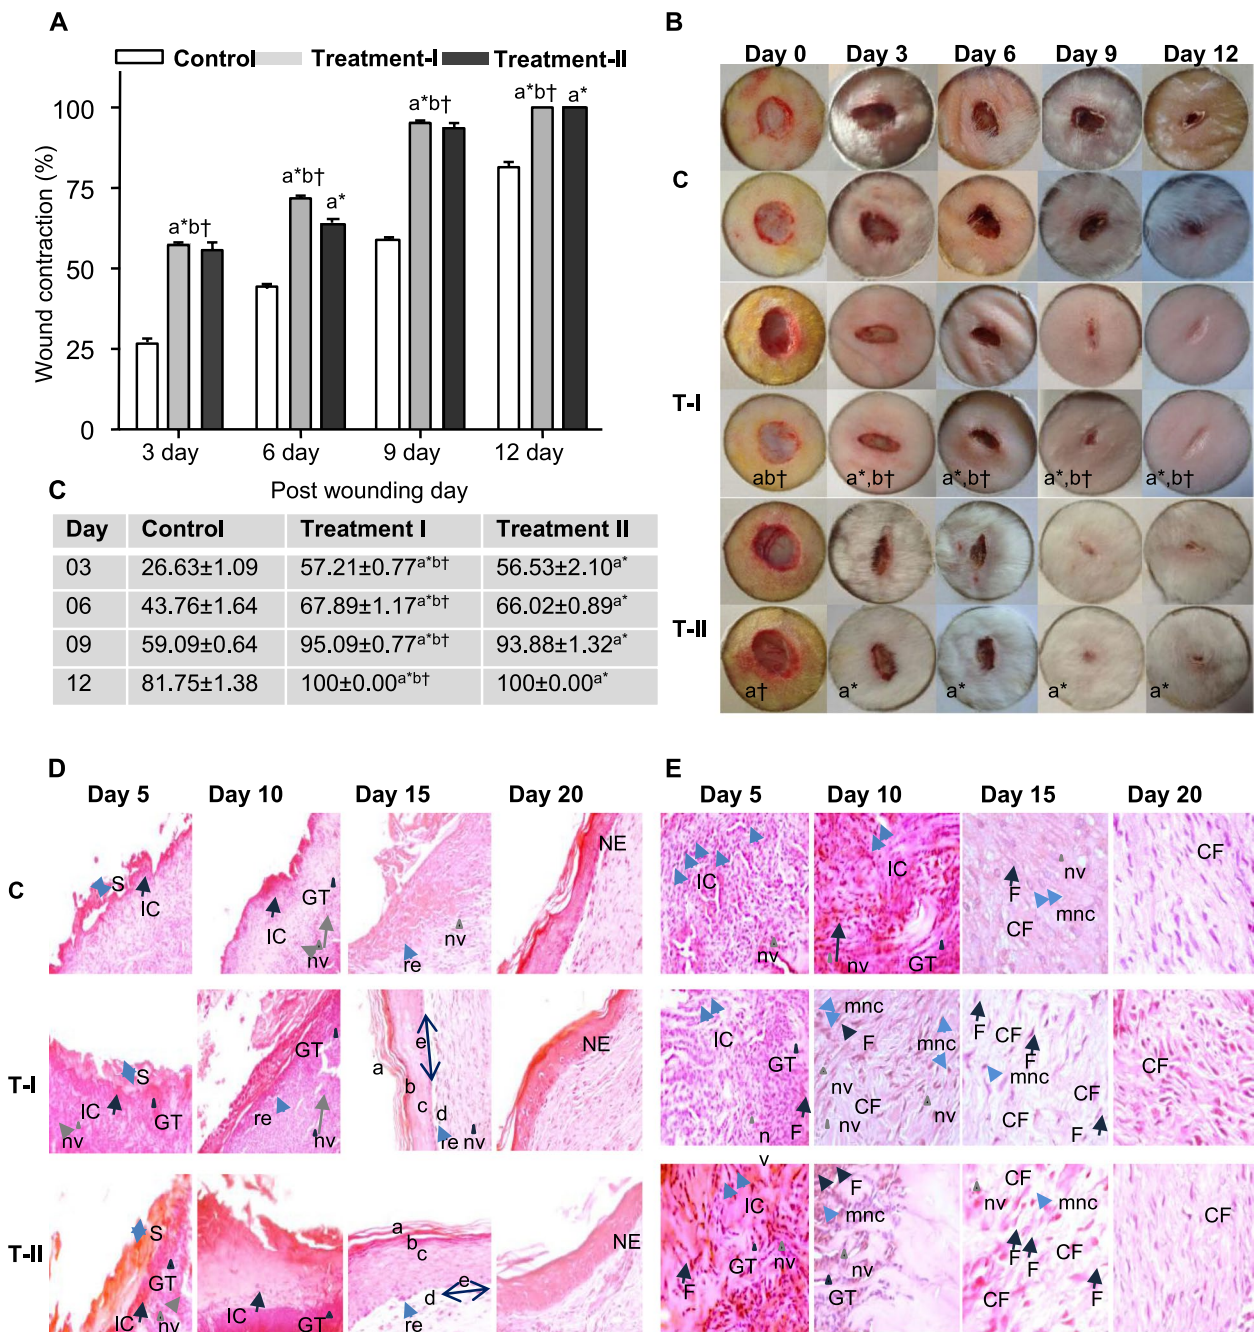 A
Control Treatment-I Treatment-II
Wound contraction (%)
100
75
50
25
0
a*b†
a*b†
a*
a*b†
a*b†
a*
3 day 6 day 9 day 12 day
Post wounding day
B
Day 0 Day 3 Day 6 Day 9 Day 12
C
T-I
ab† a*,b† a*,b† a*,b† a*,b†
T-II
a† a* a* a* a*
C
Day Control Treatment I Treatment II
03 26.63±1.09 57.21±0.77a*b† 56.53±2.10a*
06 43.76±1.64 67.89±1.17a*b† 66.02±0.89a*
09 59.09±0.64 95.09±0.77a*b† 93.88±1.32a*
12 81.75±1.38 100±0.00a*b† 100±0.00a*
D
Day 5 Day 10 Day 15 Day 20
C
S
IC
GT
IC
nv
nv
re
NE
T-I
S
IC
GT
nv
GT
re
nv
a
b
c
e
d
re
nv
NE
T-II
S
GT
IC
nv
IC
GT
a
b
c
e
d
re
NE
E
Day 5 Day 10 Day 15 Day 20
IC
nv
IC
nv
GT
nv
F
mnc
CF
CF
IC
GT
n
v
F
mnc
F
mnc
nv
CF
nv
nv
F
CF
F
mnc
CF
CF
F
CF
IC
GT
nv
F
F
mnc
nv
GT
CF
nv
mnc
F
F
CF
CF
F
CF